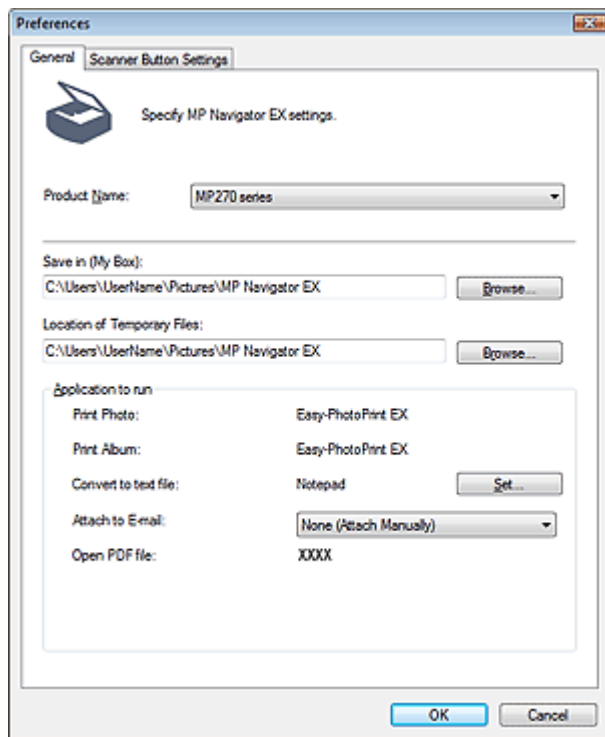 Preferences
General Scanner Button Settings
Specify MP Navigator EX settings.
Product Name: MP270 series
Save in (My Box):
C:\Users\UserName\Pictures\MP Navigator EX Browse...
Location of Temporary Files:
C:\Users\UserName\Pictures\MP Navigator EX Browse...
Application to run
Print Photo: Easy-PhotoPrint EX
Print Album: Easy-PhotoPrint EX
Convert to text file: Notepad Set...
Attach to E-mail: None (Attach Manually)
Open PDF file: XXXX
OK Cancel